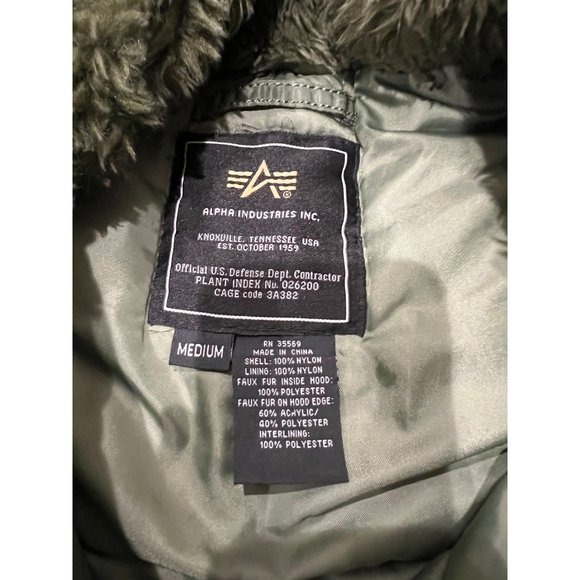 ALPHA INDUSTRIES INC.
KNOXVILLE, TENNESSEE USA
EST. OCTOBER 1959
Official U.S. Defense Dept. Contractor
PLANT INDEX No. 026200
CAGE code 3A382
MEDIUM
RN 35569
MADE IN CHINA
SHELL: 100% NYLON
LINING: 100% NYLON
FAUX FUR INSIDE HOOD:
100% POLYESTER
FAUX FUR ON HOOD EDGE:
60% ACRYLIC/
40% POLYESTER
INTERLINING:
100% POLYESTER